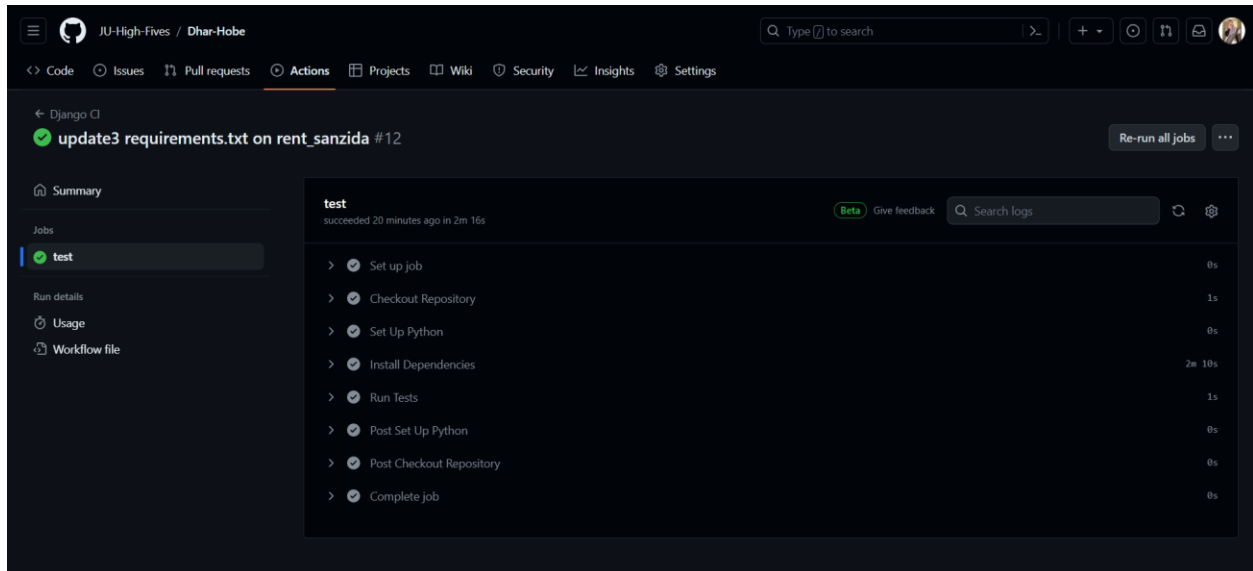 JU-High-Fives / Dhar-Hobe
Type / to search
Code Issues Pull requests Actions Projects Wiki Security Insights Settings
← Django CI
update3 requirements.txt on rent_sanzida #12
Re-run all jobs
Summary
Jobs
test
Run details
Usage
Workflow file
test
succeeded 20 minutes ago in 2m 16s
Beta Give feedback
Search logs
Set up job 0s
Checkout Repository 1s
Set Up Python 0s
Install Dependencies 2m 10s
Run Tests 1s
Post Set Up Python 0s
Post Checkout Repository 0s
Complete job 0s